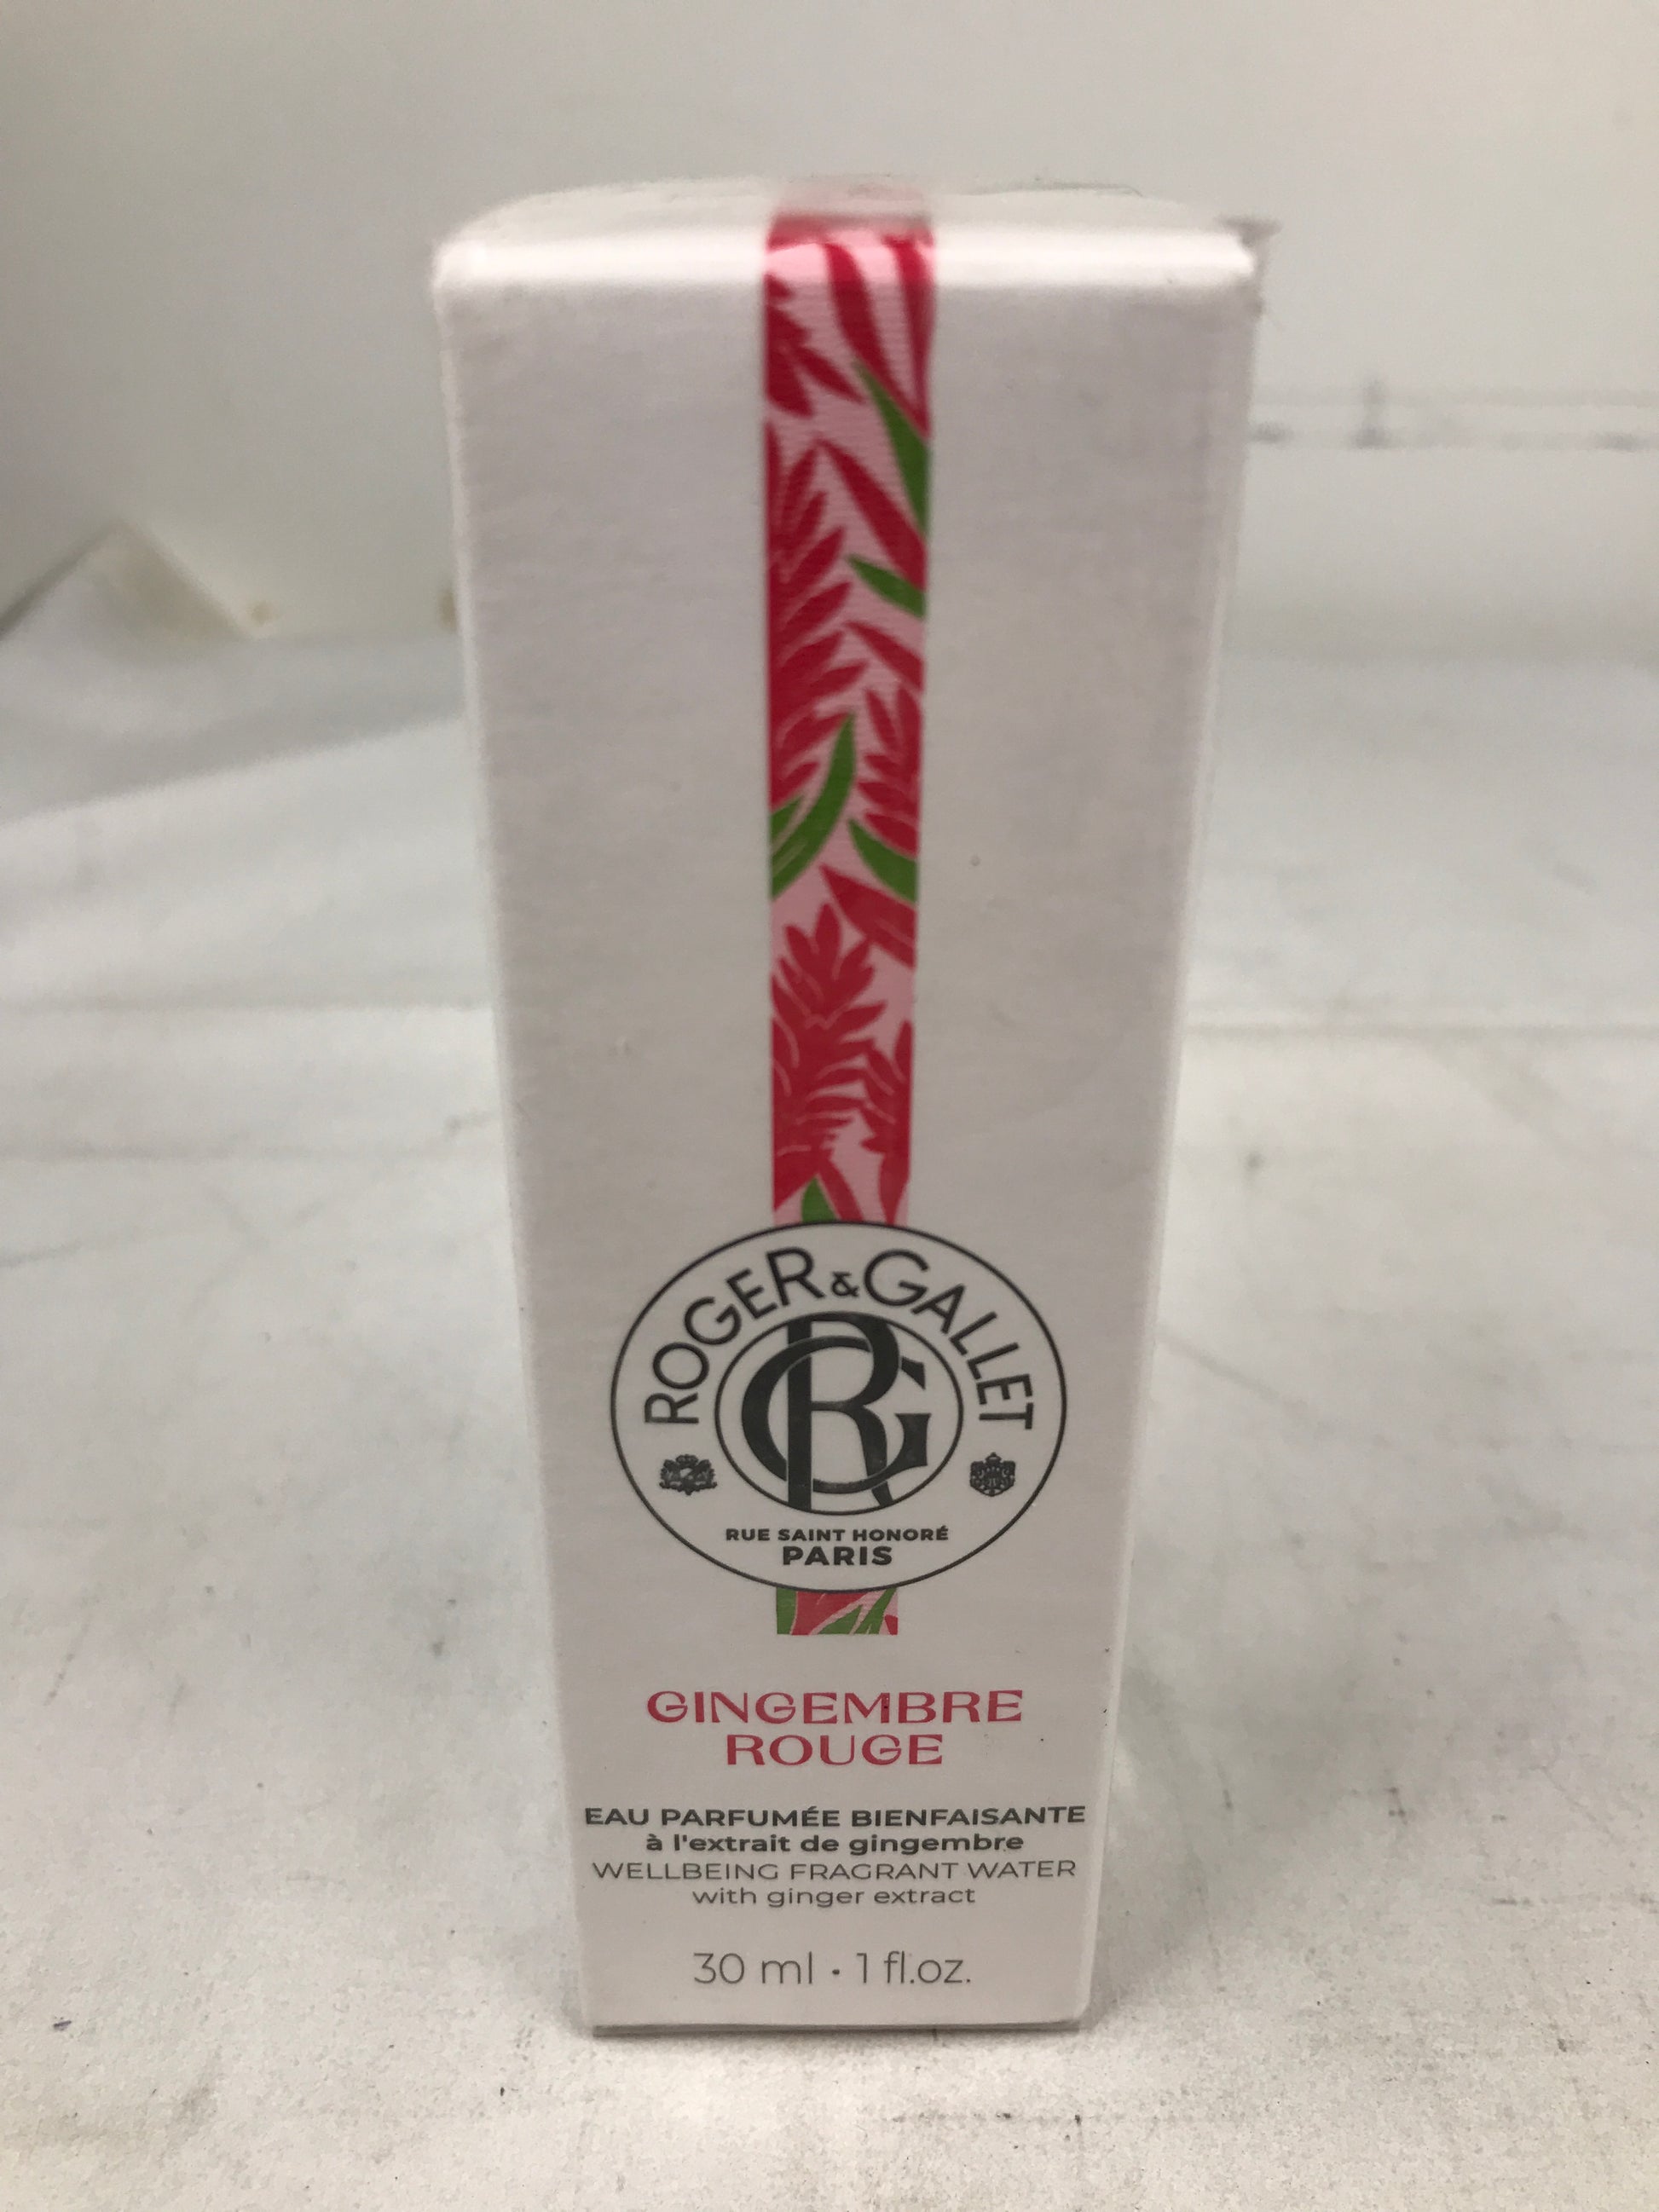 ROGER & GALLET
RG
RUE SAINT HONORÉ
PARIS
GINGEMBRE
ROUGE
EAU PARFUMÉE BIENFAISANTE
à l'extrait de gingembre
WELLBEING FRAGRANT WATER
with ginger extract
30 ml · 1 fl.oz.